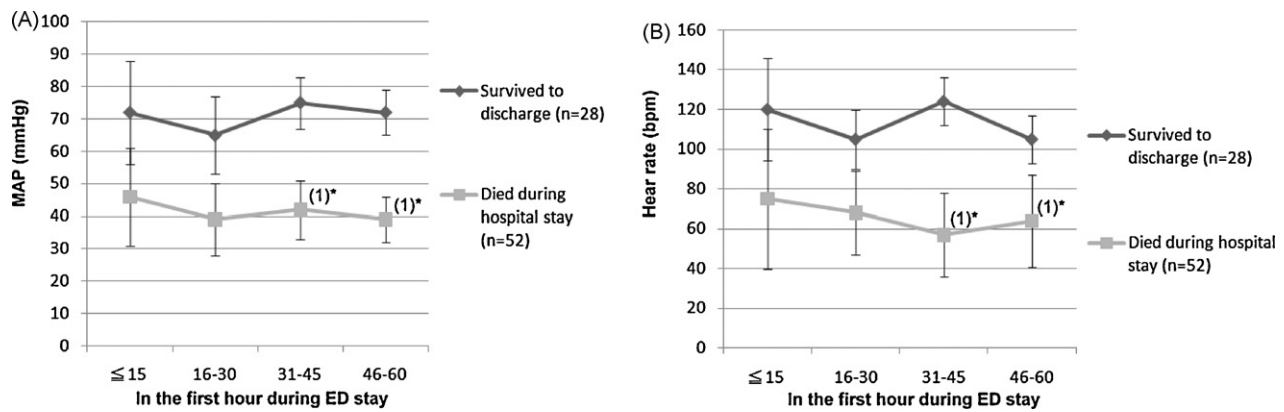 (A)
100
90
80
70
60
50
40
30
20
10
0
MAP (mmHg)
Survived to
discharge (n=28)
Died during
hospital stay
(n=52)
(1)*
(1)*
≦15 16-30 31-45 46-60
In the first hour during ED stay
(B)
160
140
120
100
80
60
40
20
0
Hear rate (bpm)
Survived to
discharge (n=28)
Died during hospital
stay (n=52)
(1)*
(1)*
≦15 16-30 31-45 46-60
In the first hour during ED stay